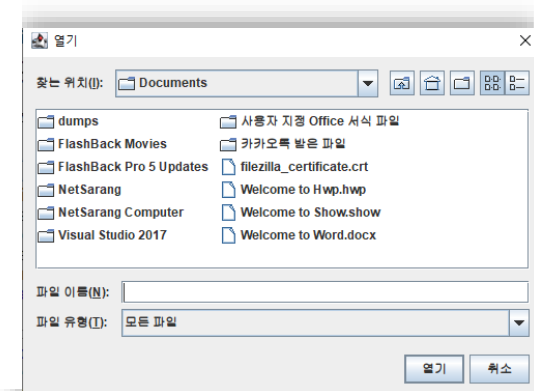 열기
찾는 위치(I): Documents
dumps
FlashBack Movies
FlashBack Pro 5 Updates
NetSarang
NetSarang Computer
Visual Studio 2017
사용자 지정 Office 서식 파일
카카오톡 받은 파일
filezilla_certificate.crt
Welcome to Hwp.hwp
Welcome to Show.show
Welcome to Word.docx
파일 이름(N):
파일 유형(T): 모든 파일
열기 취소